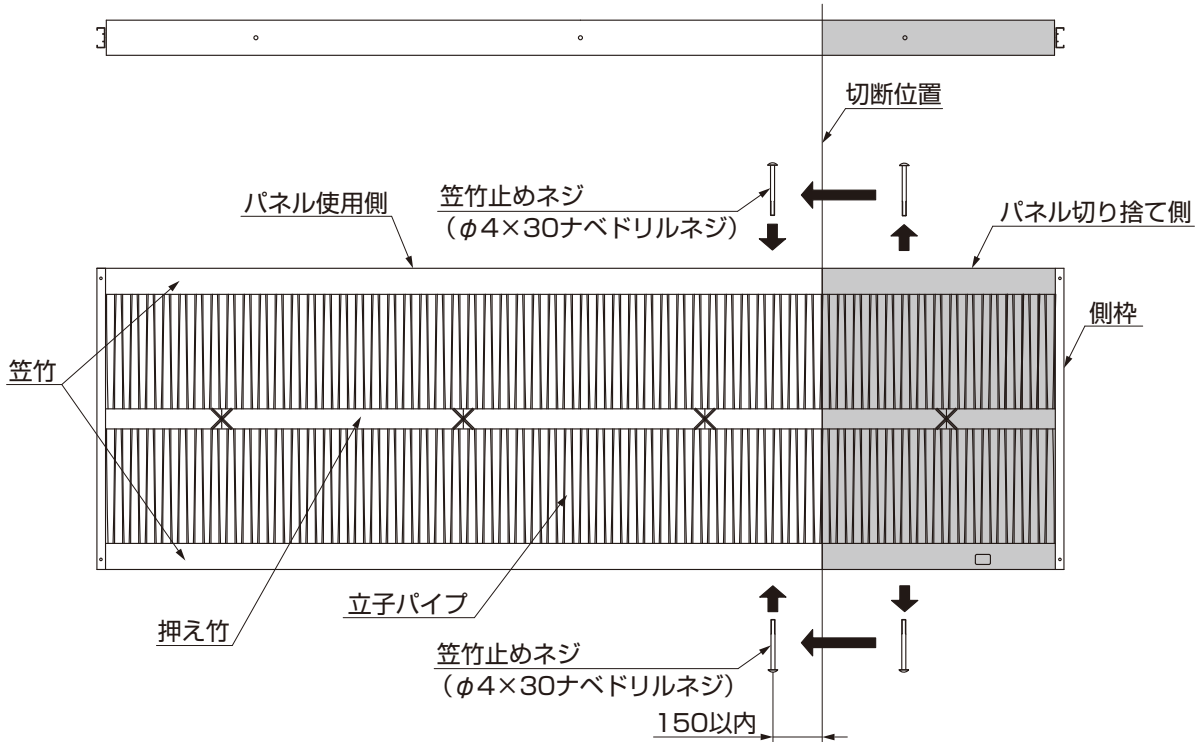 切断位置
笠竹止めネジ
（φ4×30ナベドリルネジ）
パネル使用側
パネル切り捨て側
側枠
笠竹
立子パイプ
押え竹
笠竹止めネジ
（φ4×30ナベドリルネジ）
150以内